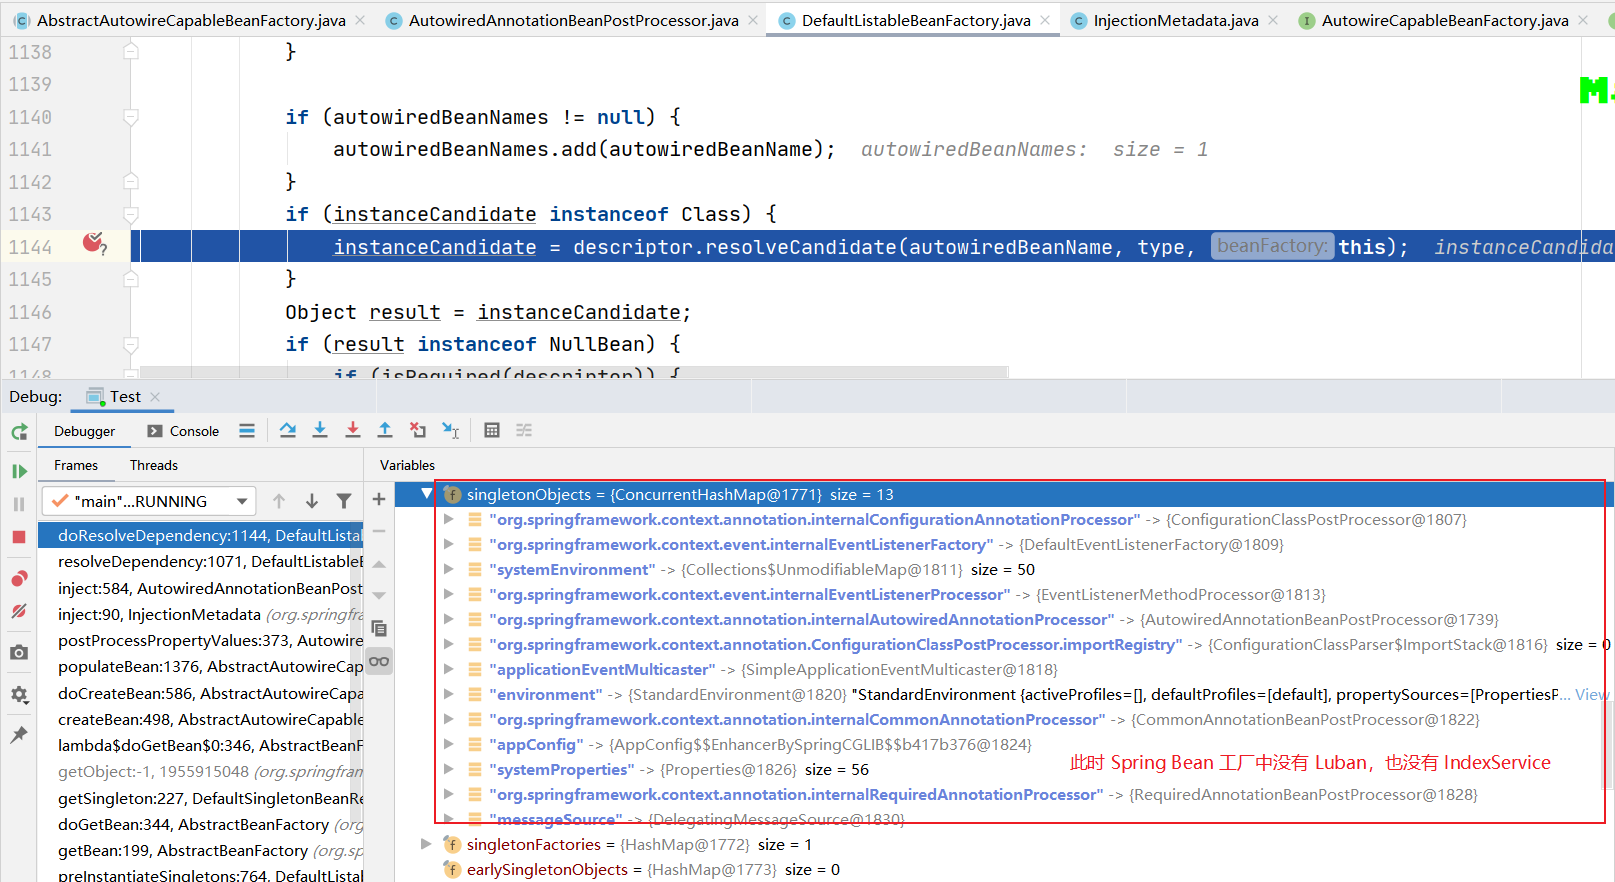 AbstractAutowireCapableBeanFactory.java
AutowiredAnnotationBeanPostProcessor.java
DefaultListableBeanFactory.java
InjectionMetadata.java
AutowireCapableBeanFactory.java
1138 }
1139
1140 if (autowiredBeanNames != null) {
1141 autowiredBeanNames.add(autowiredBeanName); autowiredBeanNames: size = 1
1142 }
1143 if (instanceCandidate instanceof Class) {
1144 instanceCandidate = descriptor.resolveCandidate(autowiredBeanName, type, beanFactory: this); instanceCandida
1145 }
1146 Object result = instanceCandidate;
1147 if (result instanceof NullBean) {
1148 if (isRequired(descriptor)) {
Debug: Test
Debugger Console
Frames Threads
"main"...RUNNING
doResolveDependency:1144, DefaultListab
resolveDependency:1071, DefaultListableB
inject:584, AutowiredAnnotationBeanPost
inject:90, InjectionMetadata (org.springfra
postProcessPropertyValues:373, Autowire
populateBean:1376, AbstractAutowireCap
doCreateBean:586, AbstractAutowireCapa
createBean:498, AbstractAutowireCapable
lambda$doGetBean$0:346, AbstractBeanF
getObject:-1, 1955915048 (org.springfran
getSingleton:227, DefaultSingletonBeanRe
doGetBean:344, AbstractBeanFactory (org
getBean:199, AbstractBeanFactory (org.sp
preInstantiateSingletons:764, DefaultListab
Variables
singletonObjects = {ConcurrentHashMap@1771} size = 13
"org.springframework.context.annotation.internalConfigurationAnnotationProcessor" -> {ConfigurationClassPostProcessor@1807}
"org.springframework.context.event.internalEventListenerFactory" -> {DefaultEventListenerFactory@1809}
"systemEnvironment" -> {Collections$UnmodifiableMap@1811} size = 50
"org.springframework.context.event.internalEventListenerProcessor" -> {EventListenerMethodProcessor@1813}
"org.springframework.context.annotation.internalAutowiredAnnotationProcessor" -> {AutowiredAnnotationBeanPostProcessor@1739}
"org.springframework.context.annotation.ConfigurationClassPostProcessor.importRegistry" -> {ConfigurationClassParser$ImportStack@1816} size = 0
"applicationEventMulticaster" -> {SimpleApplicationEventMulticaster@1818}
"environment" -> {StandardEnvironment@1820} "StandardEnvironment {activeProfiles=[], defaultProfiles=[default], propertySources=[PropertiesP... View
"org.springframework.context.annotation.internalCommonAnnotationProcessor" -> {CommonAnnotationBeanPostProcessor@1822}
"appConfig" -> {AppConfig$$EnhancerBySpringCGLIB$$b417b376@1824}
"systemProperties" -> {Properties@1826} size = 56
此时 Spring Bean 工厂中没有 Luban，也没有 IndexService
"org.springframework.context.annotation.internalRequiredAnnotationProcessor" -> {RequiredAnnotationBeanPostProcessor@1828}
"messageSource" -> {DelegatingMessageSource@1830}
singletonFactories = {HashMap@1772} size = 1
earlySingletonObjects = {HashMap@1773} size = 0